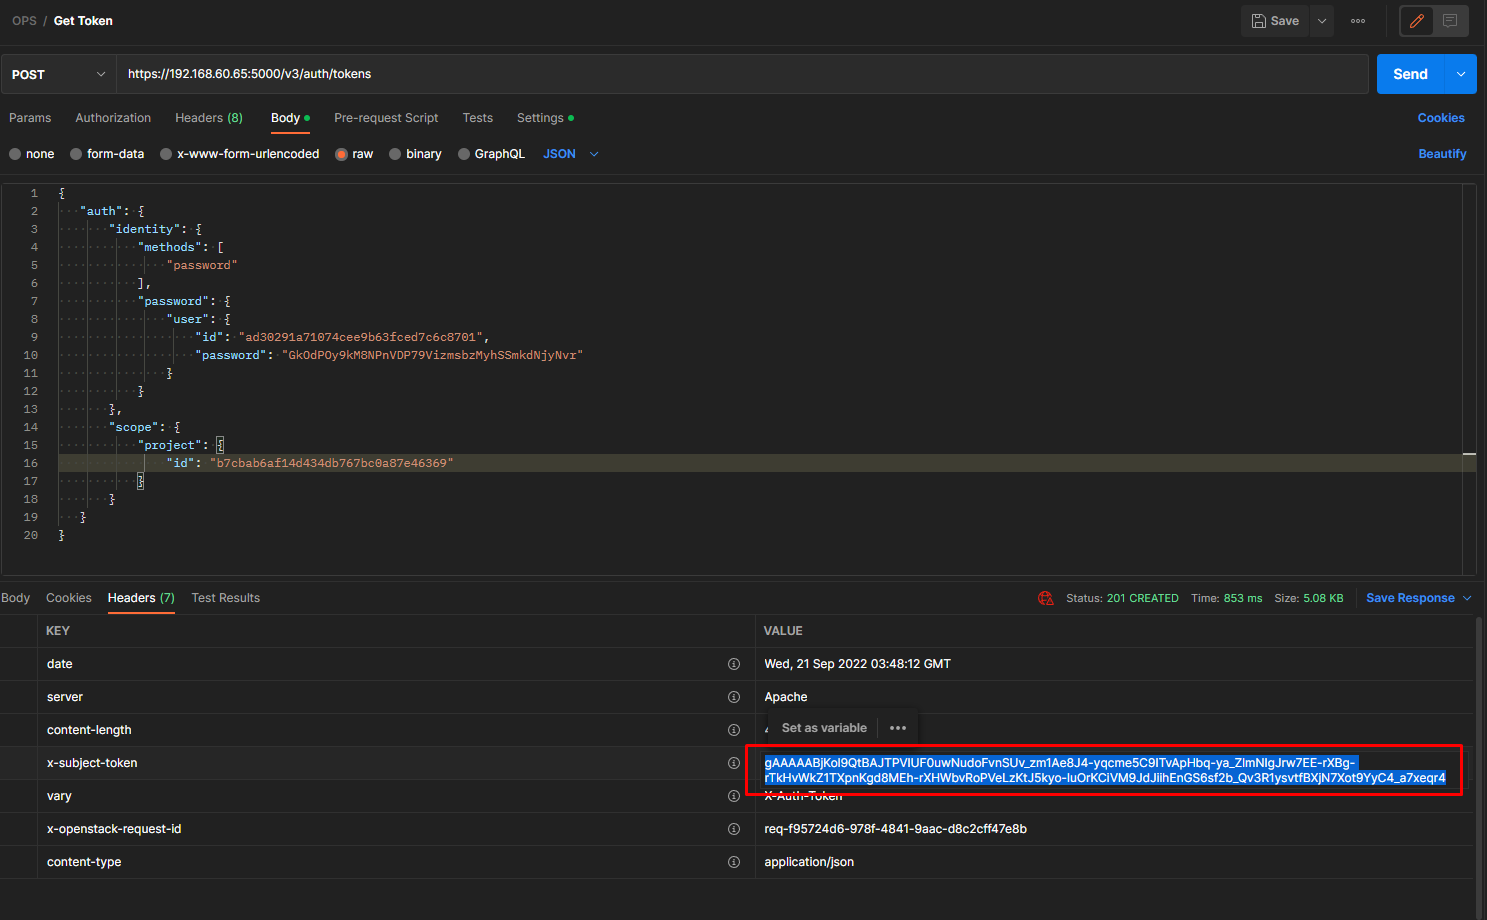 OPS / Get Token
Save
POST
https://192.168.60.65:5000/v3/auth/tokens
Send
Params Authorization Headers (8) Body Pre-request Script Tests Settings Cookies
none form-data x-www-form-urlencoded raw binary GraphQL JSON Beautify
1 {
2 "auth": {
3 "identity": {
4 "methods": [
5 "password"
6 ],
7 "password": {
8 "user": {
9 "id": "ad30291a71074cee9b63fced7c6c8701",
10 "password": "GkOdPOy9kM8NPnVDP79VizmsbzMyhSSmkdNjyNvr"
11 }
12 }
13 },
14 "scope": {
15 "project": {
16 "id": "b7cbab6af14d434db767bc0a87e46369"
17 }
18 }
19 }
20 }
Body Cookies Headers (7) Test Results Status: 201 CREATED Time: 853 ms Size: 5.08 KB Save Response
KEY VALUE
date Wed, 21 Sep 2022 03:48:12 GMT
server Apache
Set as variable
content-length
x-subject-token
gAAAAABjKol9QtBAJTPVIUF0uwNudoFvnSUv_zm1Ae8J4-yqcme5C9ITvApHbq-ya_ZlmNIgJrw7EE-rXBg-
rTkHvWkZ1TXpnKgd8MEh-rXHWbvRoPVeLzKtJ5kyo-luOrKCiVM9JdJiihEnGS6sf2b_Qv3R1ysvtfBXjN7Xot9YyC4_a7xeqr4
vary X-Auth-Token
x-openstack-request-id req-f95724d6-978f-4841-9aac-d8c2cff47e8b
content-type application/json